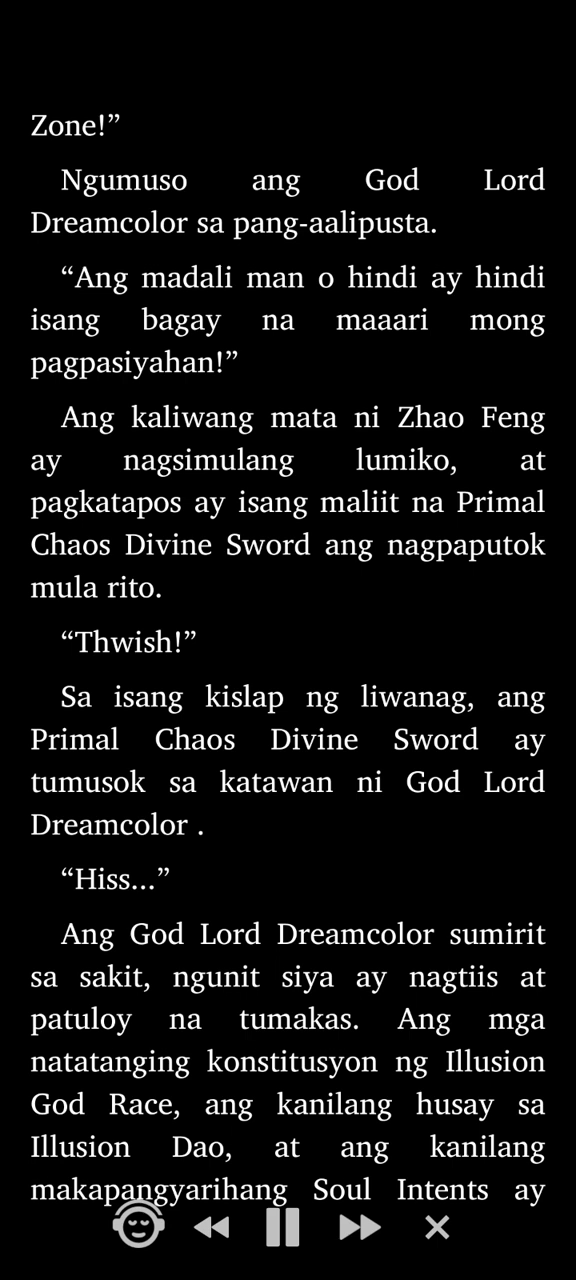 Zone!”
Ngumuso ang God Lord
Dreamcolor sa pang-aalipusta.
“Ang madali man o hindi ay hindi
isang bagay na maaari mong
pagpasiyahan!”
Ang kaliwang mata ni Zhao Feng
ay nagsimulang lumiko, at
pagkatapos ay isang maliit na Primal
Chaos Divine Sword ang nagpaputok
mula rito.
“Thwish!”
Sa isang kislap ng liwanag, ang
Primal Chaos Divine Sword ay
tumusok sa katawan ni God Lord
Dreamcolor .
“Hiss...”
Ang God Lord Dreamcolor sumirit
sa sakit, ngunit siya ay nagtiis at
patuloy na tumakas. Ang mga
natatanging konstitusyon ng Illusion
God Race, ang kanilang husay sa
Illusion Dao, at ang kanilang
makapangyarihang Soul Intents ay